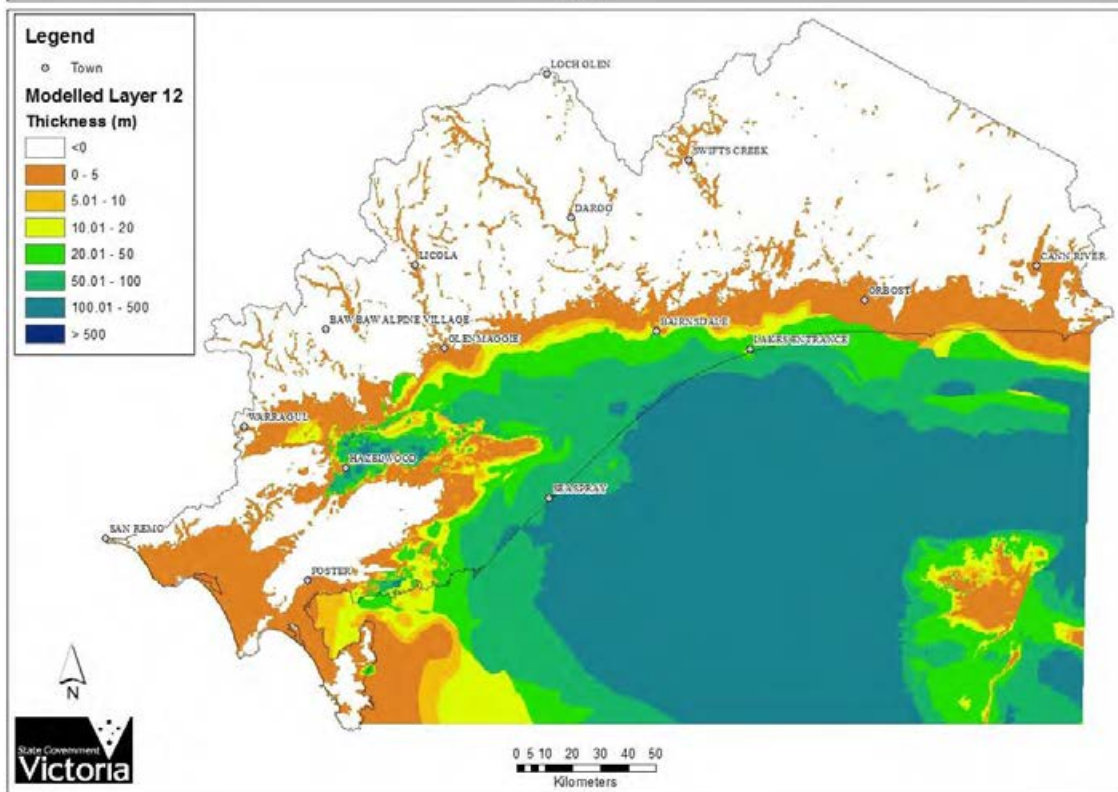 Legend
Town
Modelled Layer 12
Thickness (m)
<0
0 - 5
5.01 - 10
10.01 - 20
20.01 - 50
50.01 - 100
100.01 - 500
> 500
LOCH OLEN
SWIFTS CREEK
DARGO
LICOLA
CANN RIVER
ORBOST
BAW BAW ALPINE VILLAGE
BAIRNSDALE
GLENMAGGIE
LAKES ENTRANCE
WARRAGUL
HAZEDWOOD
SEASPRAY
SAN REMO
FOSTER
N
State Government
Victoria
0 5 10 20 30 40 50
Kilometers